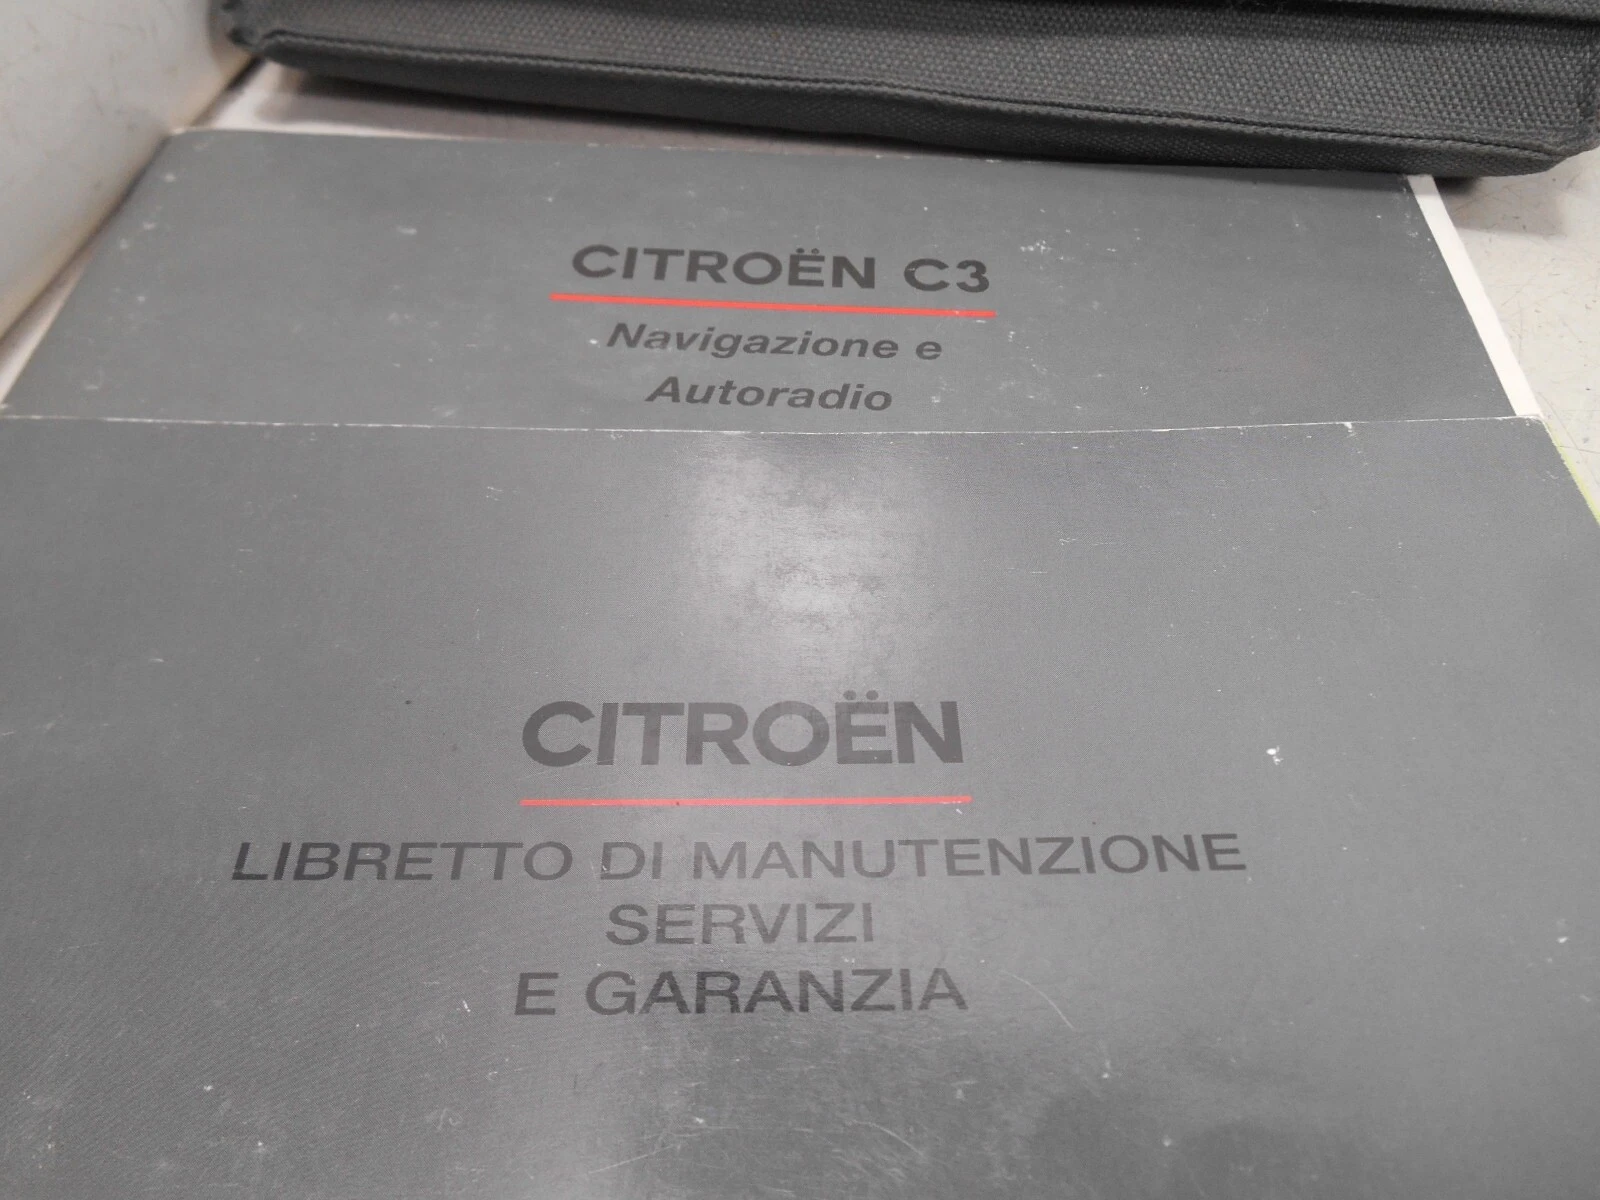 CITROËN C3
Navigazione e
Autoradio
CITROËN
LIBRETTO DI MANUTENZIONE
SERVIZI
E GARANZIA